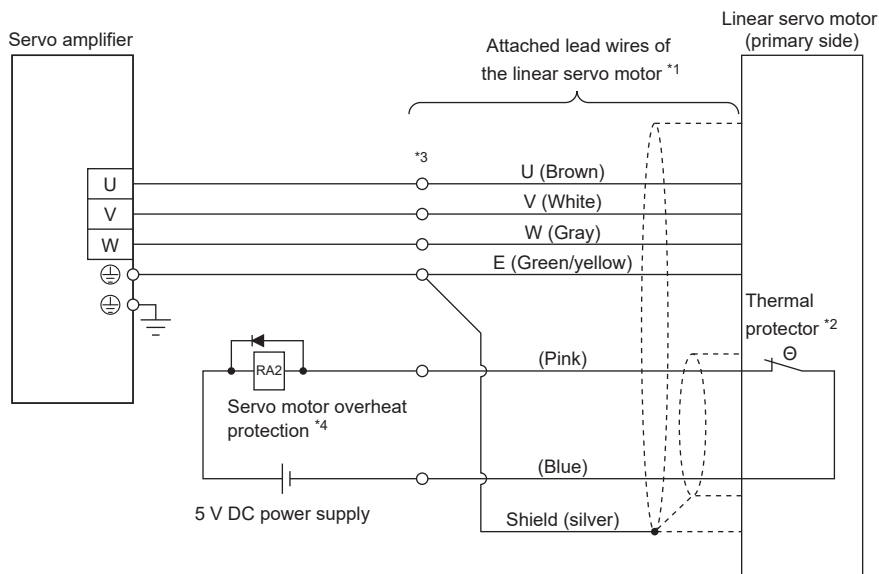 Linear servo motor
(primary side)
Servo amplifier
Attached lead wires of
the linear servo motor *1
*3
U
U (Brown)
V
V (White)
W
W (Gray)
E (Green/yellow)
Thermal
protector *2
Θ
(Pink)
RA2
Servo motor overheat
protection *4
(Blue)
5 V DC power supply
Shield (silver)